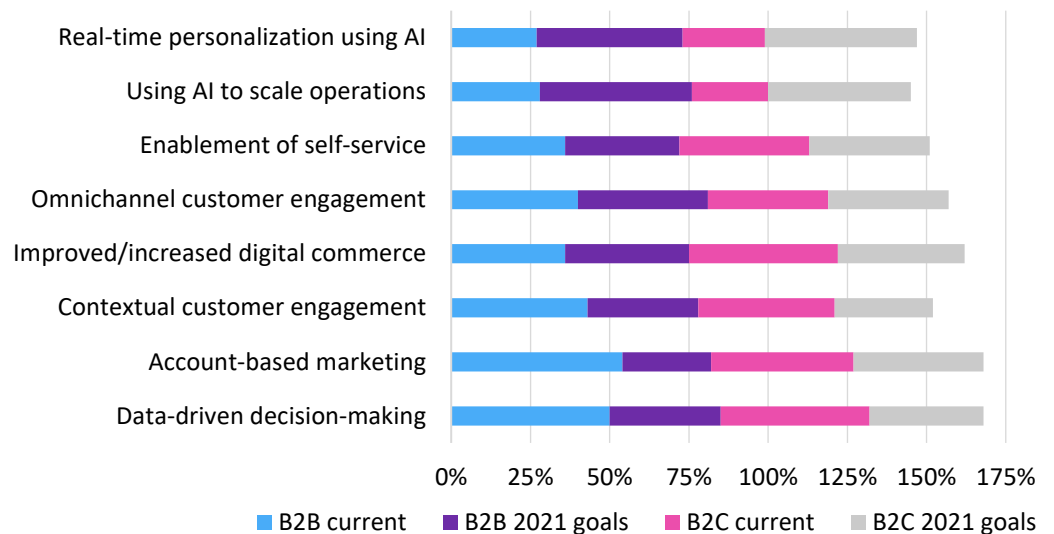 Real-time personalization using AI
Using AI to scale operations
Enablement of self-service
Omnichannel customer engagement
Improved/increased digital commerce
Contextual customer engagement
Account-based marketing
Data-driven decision-making
0% 25% 50% 75% 100% 125% 150% 175%
B2B current B2B 2021 goals B2C current B2C 2021 goals